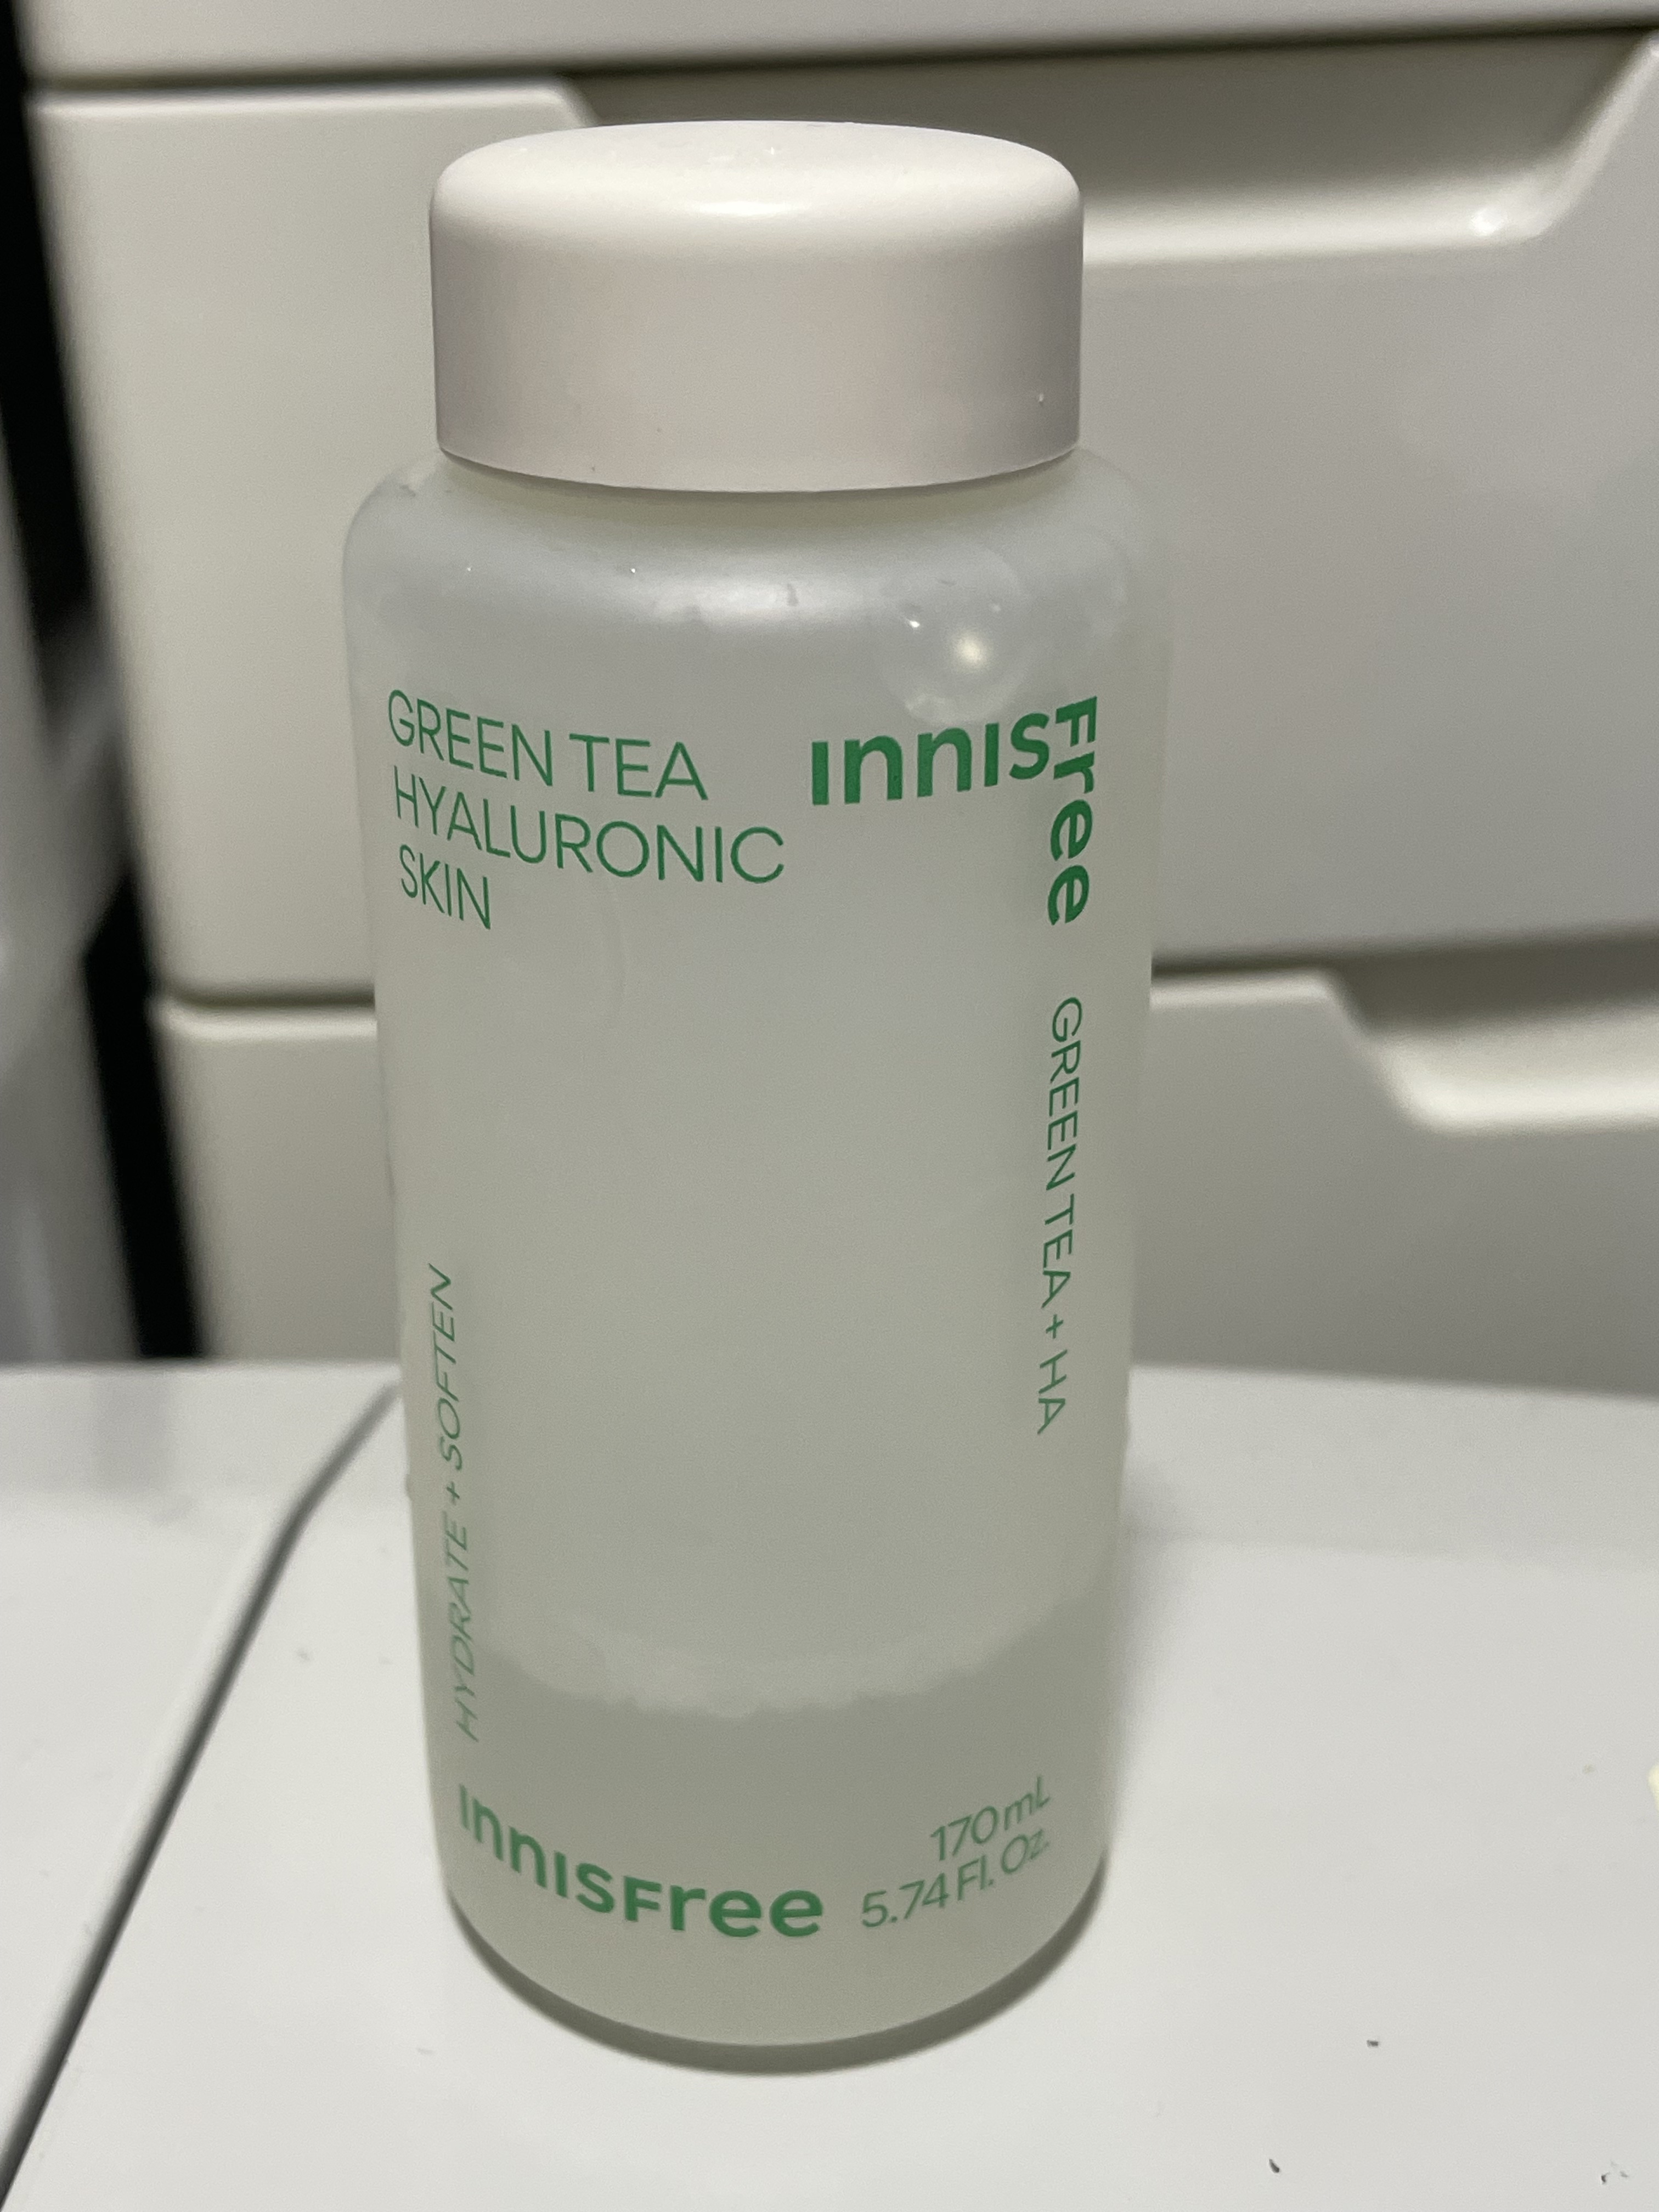 GREEN TEA
HYALURONIC
SKIN
INNISFree
GREEN TEA + HA
HYDRATE + SOFTEN
INNISFree
170 mL
5.74 Fl. Oz.